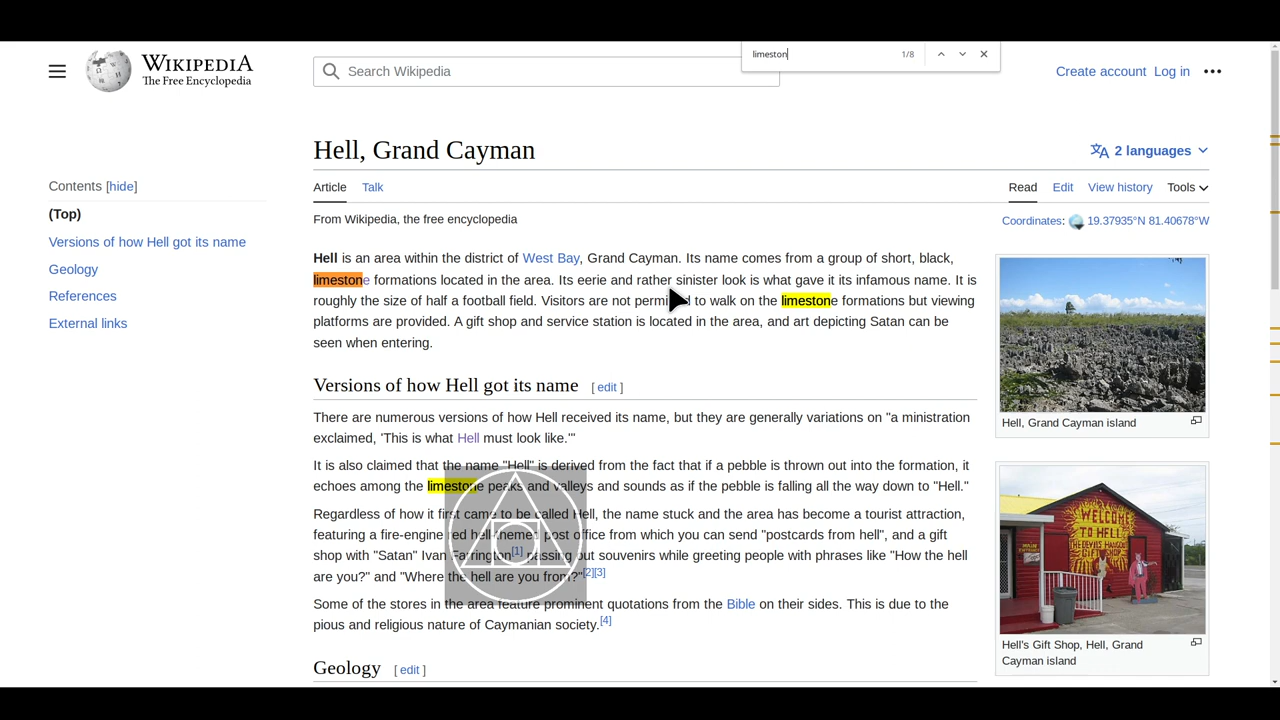 WIKIPEDIA
The Free Encyclopedia
Search Wikipedia
limeston
1/8
Create account Log in
Hell, Grand Cayman
2 languages
Contents [hide]
(Top)
Versions of how Hell got its name
Geology
References
External links
Article Talk
Read Edit View history Tools
From Wikipedia, the free encyclopedia
Coordinates: 19.37935°N 81.40678°W
Hell is an area within the district of West Bay, Grand Cayman. Its name comes from a group of short, black,
limestone formations located in the area. Its eerie and rather sinister look is what gave it its infamous name. It is
roughly the size of half a football field. Visitors are not to walk on the limestone formations but viewing
platforms are provided. A gift shop and service station is located in the area, and art depicting Satan can be
seen when entering.
Versions of how Hell got its name [ edit ]
There are numerous versions of how Hell received its name, but they are generally variations on "a ministration
exclaimed, 'This is what Hell must look like.'"
It is also claimed that the name "Hell" is derived from the fact that if a pebble is thrown out into the formation, it
echoes among the limestone peaks and valleys and sounds as if the pebble is falling all the way down to "Hell."
Regardless of how it first came to be called Hell, the name stuck and the area has become a tourist attraction,
featuring a fire-engine red hell-themed post office from which you can send "postcards from hell", and a gift
shop with "Satan" Ivan Farrington[1] passing out souvenirs while greeting people with phrases like "How the hell
are you?" and "Where the hell are you from?"[2][3]
Some of the stores in the area feature prominent quotations from the Bible on their sides. This is due to the
pious and religious nature of Caymanian society.[4]
Geology [ edit ]
Hell, Grand Cayman island
WELCOME
TO HELL
Hell's Gift Shop, Hell, Grand
Cayman island